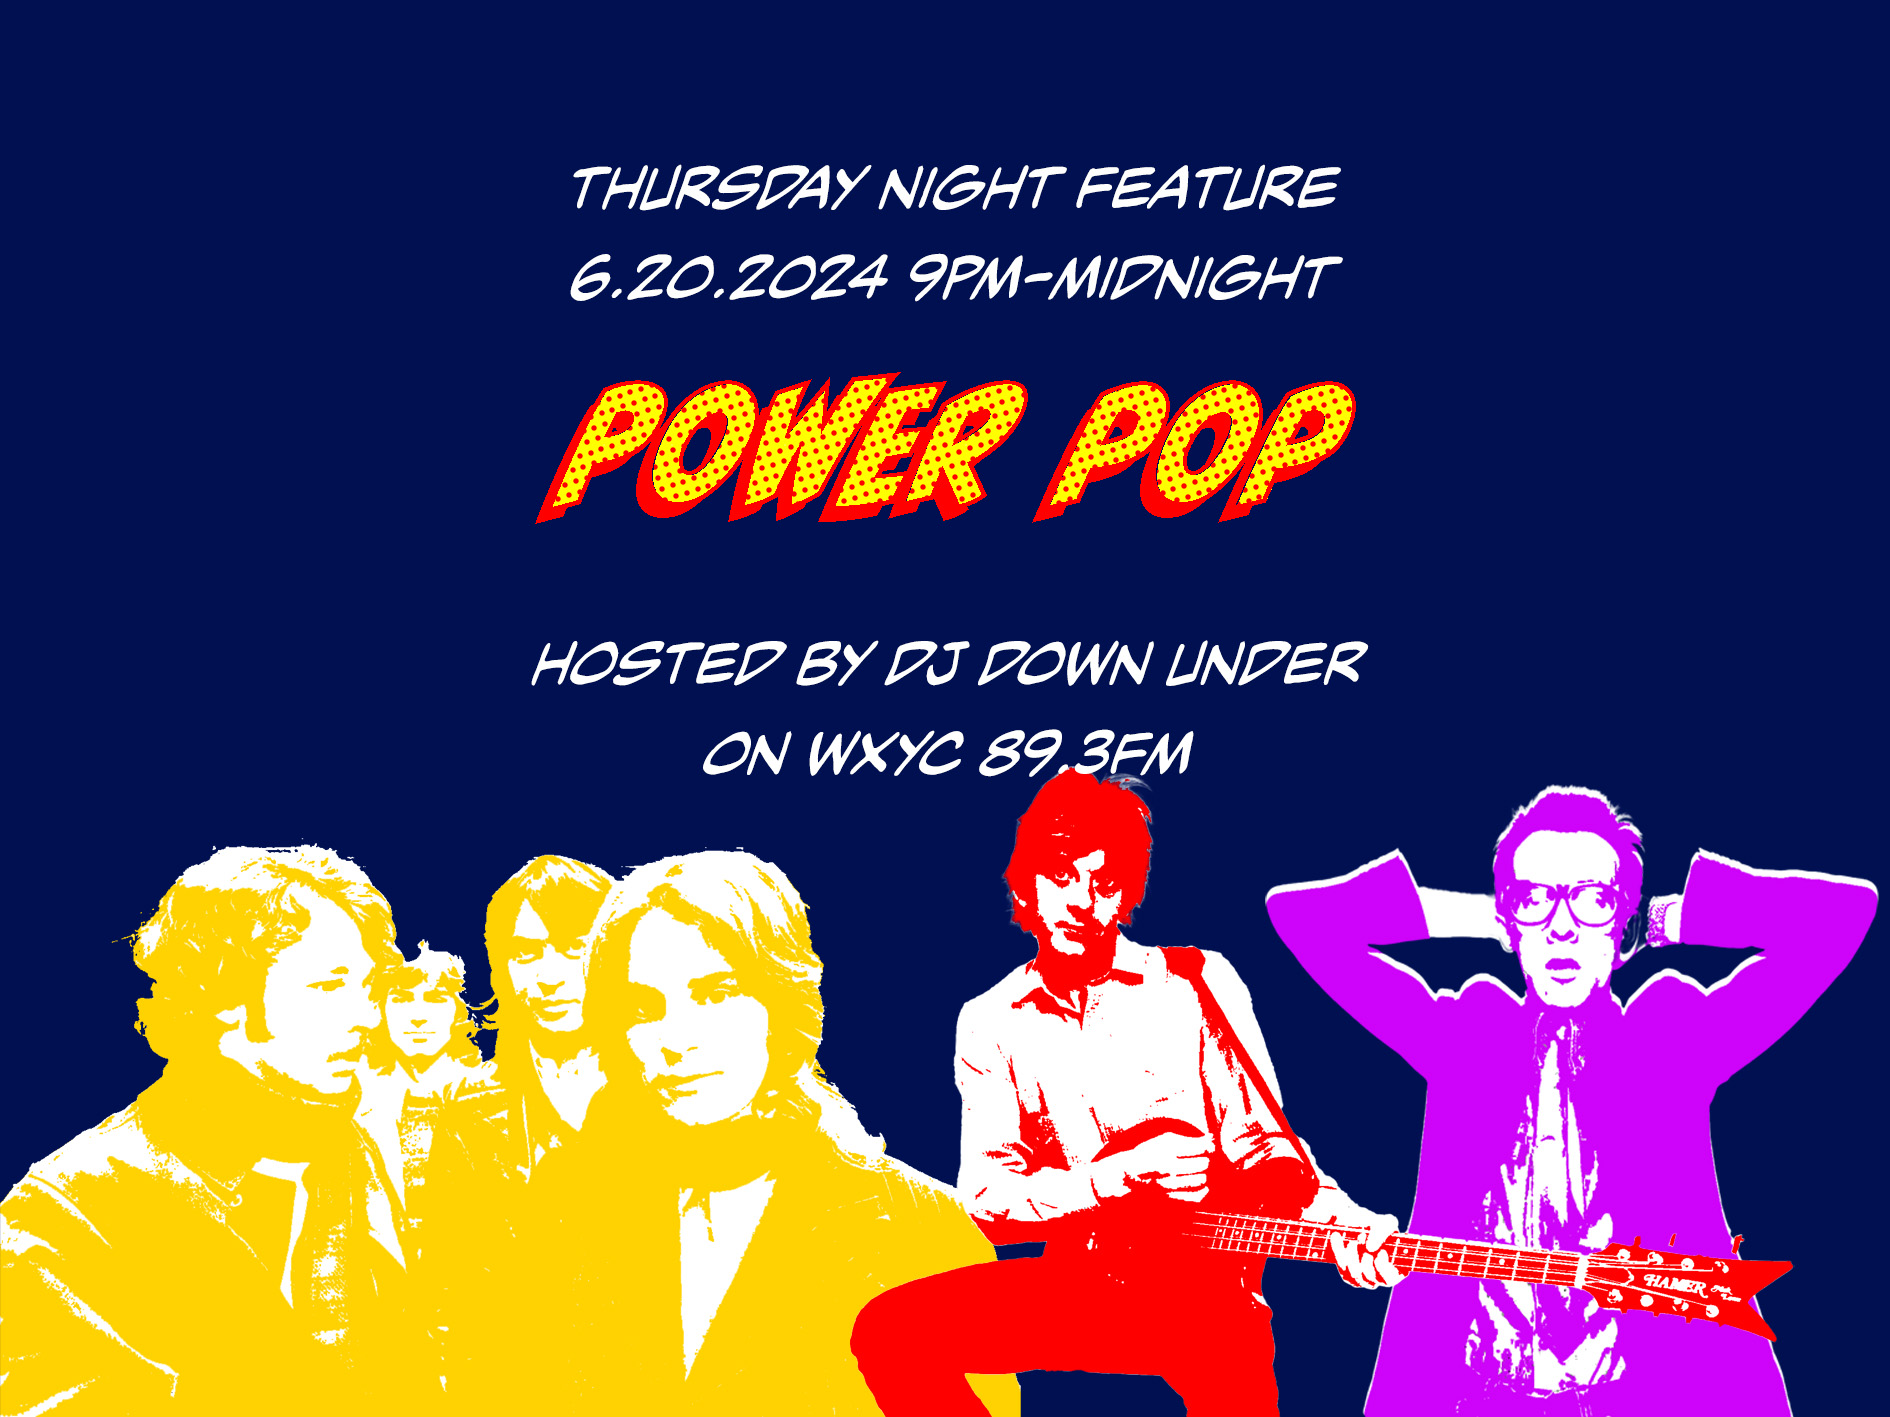 THURSDAY NIGHT FEATURE
6.20.2024 9PM-MIDNIGHT
POWER POP
HOSTED BY DJ DOWN UNDER
ON WXYC 89.3FM
HAMER